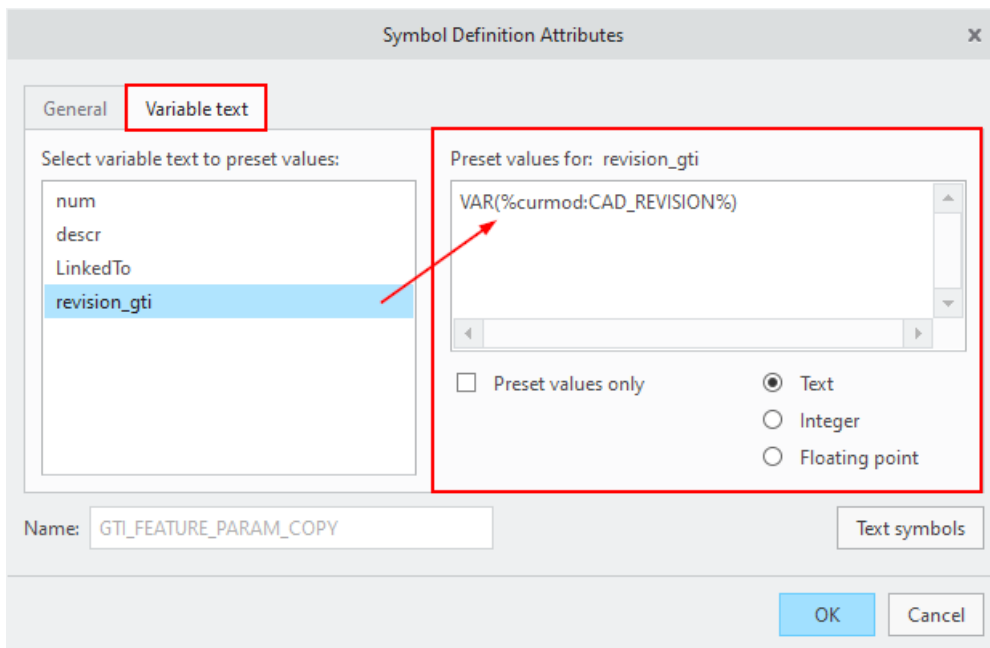 Symbol Definition Attributes
General
Variable text
Select variable text to preset values:
num
descr
LinkedTo
revision_gti
Preset values for: revision_gti
VAR(%curmod:CAD_REVISION%)
Preset values only
Text
Integer
Floating point
Name: GTI_FEATURE_PARAM_COPY
Text symbols
OK
Cancel